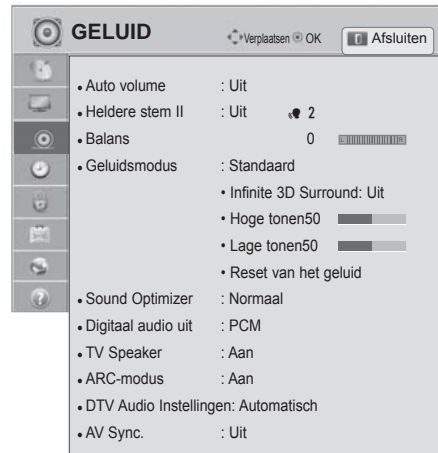 GELUID Verplaatsen OK Afsluiten
• Auto volume : Uit
• Heldere stem II : Uit 2
• Balans 0 L R
• Geluidsmodus : Standaard
• Infinite 3D Surround: Uit
• Hoge tonen50
• Lage tonen50
• Reset van het geluid
• Sound Optimizer : Normaal
• Digitaal audio uit : PCM
• TV Speaker : Aan
• ARC-modus : Aan
• DTV Audio Instellingen: Automatisch
• AV Sync. : Uit